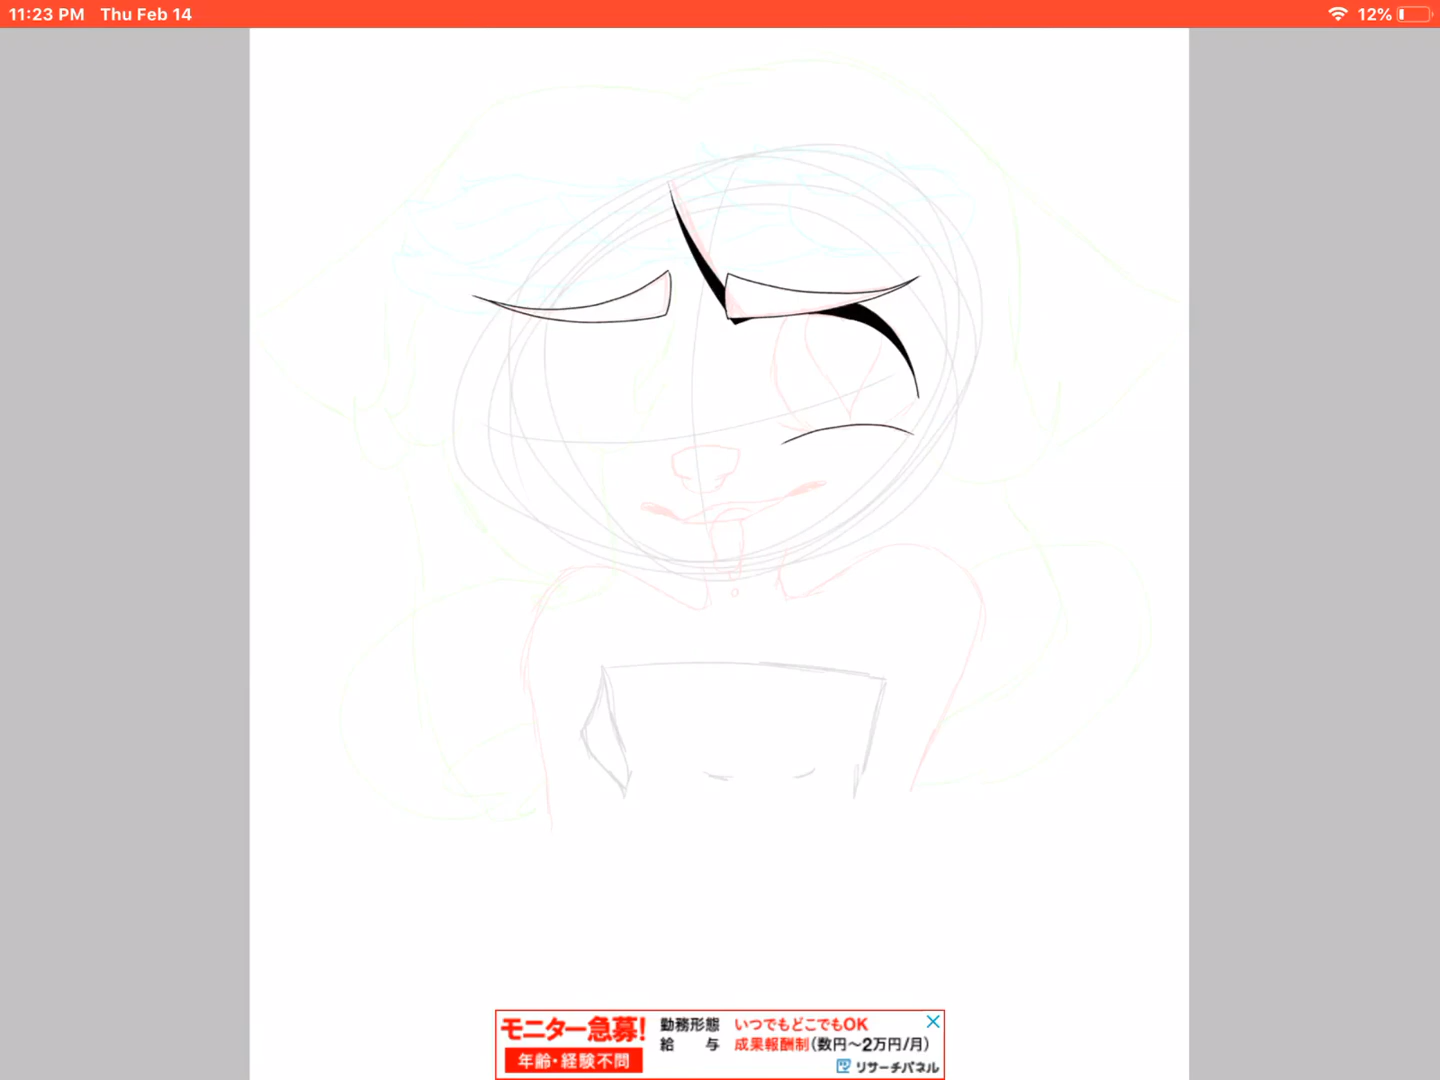 11:23 PM Thu Feb 14 12%
モニター急募!
年齢・経験不問
勤務形態 いつでもどこでもOK
給 与 成果報酬制(数円〜2万円/月)
リサーチパネル